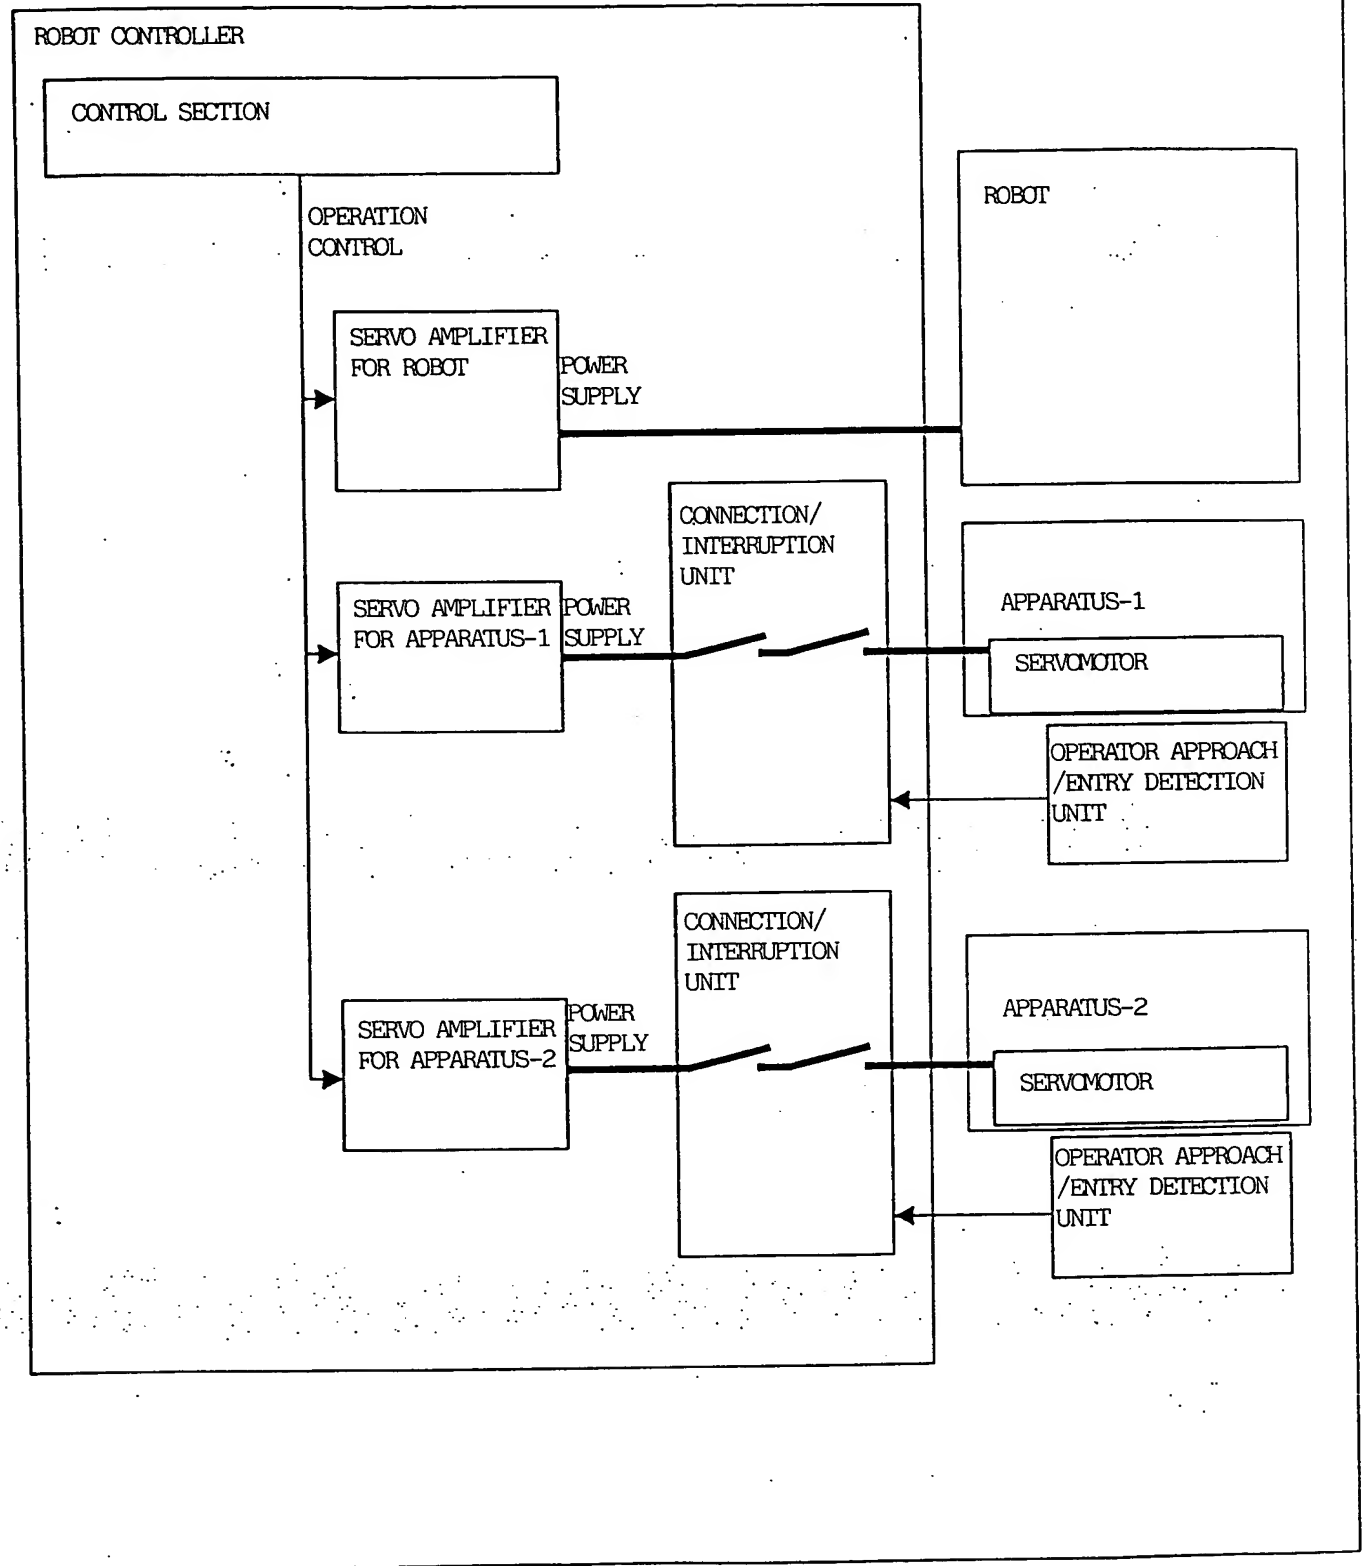 ROBOT CONTROLLER
CONTROL SECTION
OPERATION
CONTROL
ROBOT
SERVO AMPLIFIER
FOR ROBOT
POWER
SUPPLY
CONNECTION/
INTERRUPTION
UNIT
SERVO AMPLIFIER
FOR APPARATUS-1
POWER
SUPPLY
APPARATUS-1
SERVOMOTOR
OPERATOR APPROACH
/ENTRY DETECTION
UNIT
CONNECTION/
INTERRUPTION
UNIT
SERVO AMPLIFIER
FOR APPARATUS-2
POWER
SUPPLY
APPARATUS-2
SERVOMOTOR
OPERATOR APPROACH
/ENTRY DETECTION
UNIT